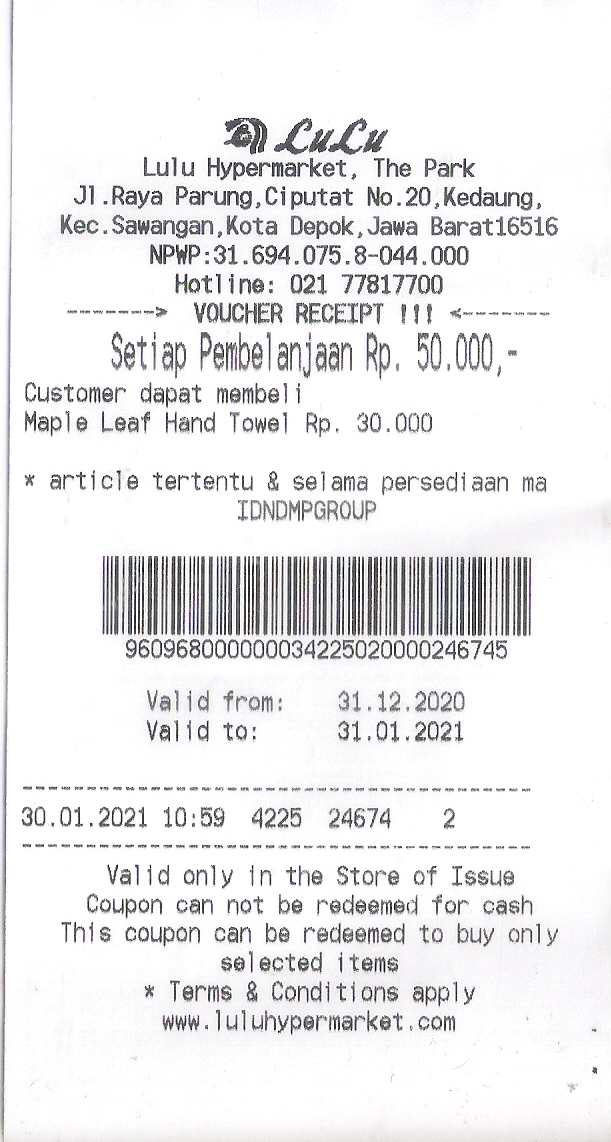 LuLu
Lulu Hypermarket, The Park
Jl.Raya Parung,Ciputat No.20,Kedaung,
Kec.Sawangan,Kota Depok,Jawa Barat16516
NPWP:31.694.075.8-044.000
Hotline: 021 77817700
-------> VOUCHER RECEIPT !!! <-------
Setiap Pembelanjaan Rp. 50.000,-
Customer dapat membeli
Maple Leaf Hand Towel Rp. 30.000
* article tertentu & selama persediaan ma
IDNDMPGROUP
960968000000034225020000246745
Valid from: 31.12.2020
Valid to: 31.01.2021
30.01.2021 10:59 4225 24674 2
Valid only in the Store of Issue
Coupon can not be redeemed for cash
This coupon can be redeemed to buy only
selected items
* Terms & Conditions apply
www.luluhypermarket.com